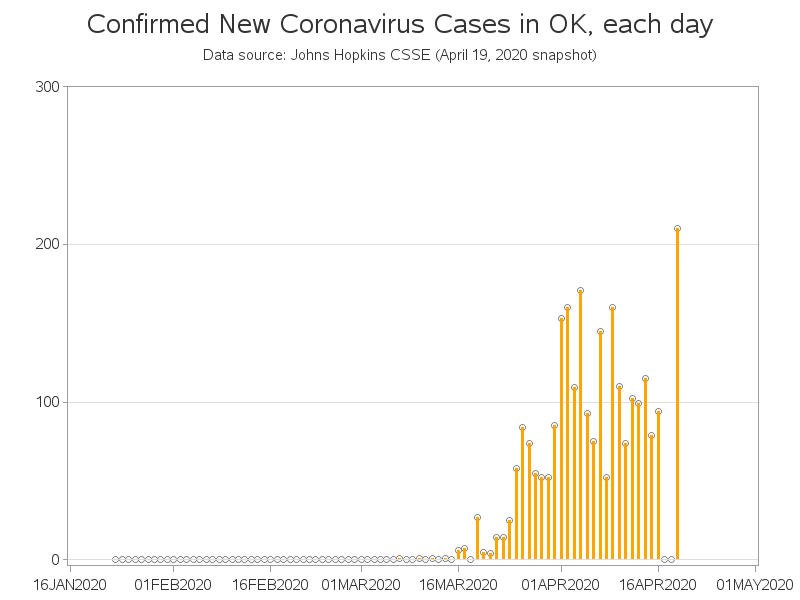 Confirmed New Coronavirus Cases in OK, each day
Data source: Johns Hopkins CSSE (April 19, 2020 snapshot)
300
200
100
0
16JAN2020 01FEB2020 16FEB2020 01MAR2020 16MAR2020 01APR2020 16APR2020 01MAY2020